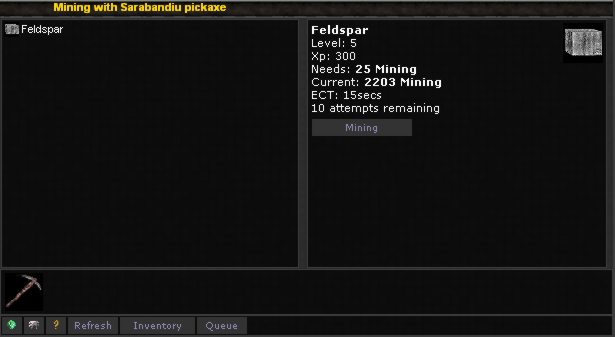 Mining with Sarabandiu pickaxe
Feldspar
Feldspar
Level: 5
Xp: 300
Needs: 25 Mining
Current: 2203 Mining
ECT: 15secs
10 attempts remaining
Mining
? Refresh Inventory Queue